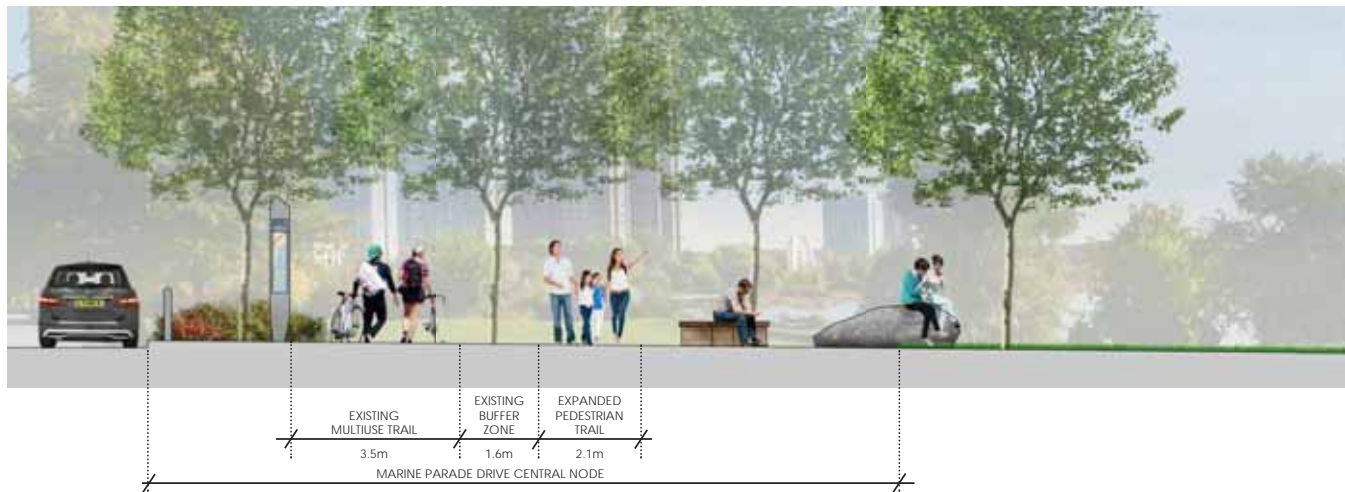 EXISTING
MULTIUSE TRAIL
3.5m
EXISTING
BUFFER
ZONE
1.6m
EXPANDED
PEDESTRIAN
TRAIL
2.1m
MARINE PARADE DRIVE CENTRAL NODE